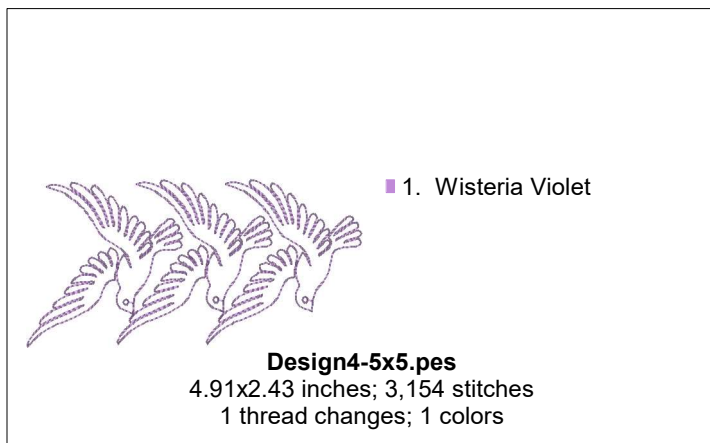 1. Wisteria Violet
Design4-5x5.pes
4.91x2.43 inches; 3,154 stitches
1 thread changes; 1 colors